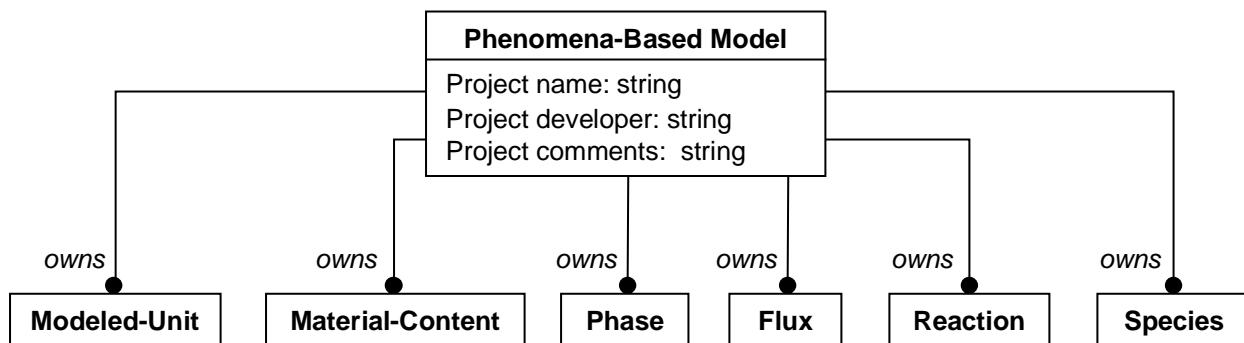 Phenomena-Based Model
Project name: string
Project developer: string
Project comments: string
owns owns owns owns owns owns
Modeled-Unit Material-Content Phase Flux Reaction Species